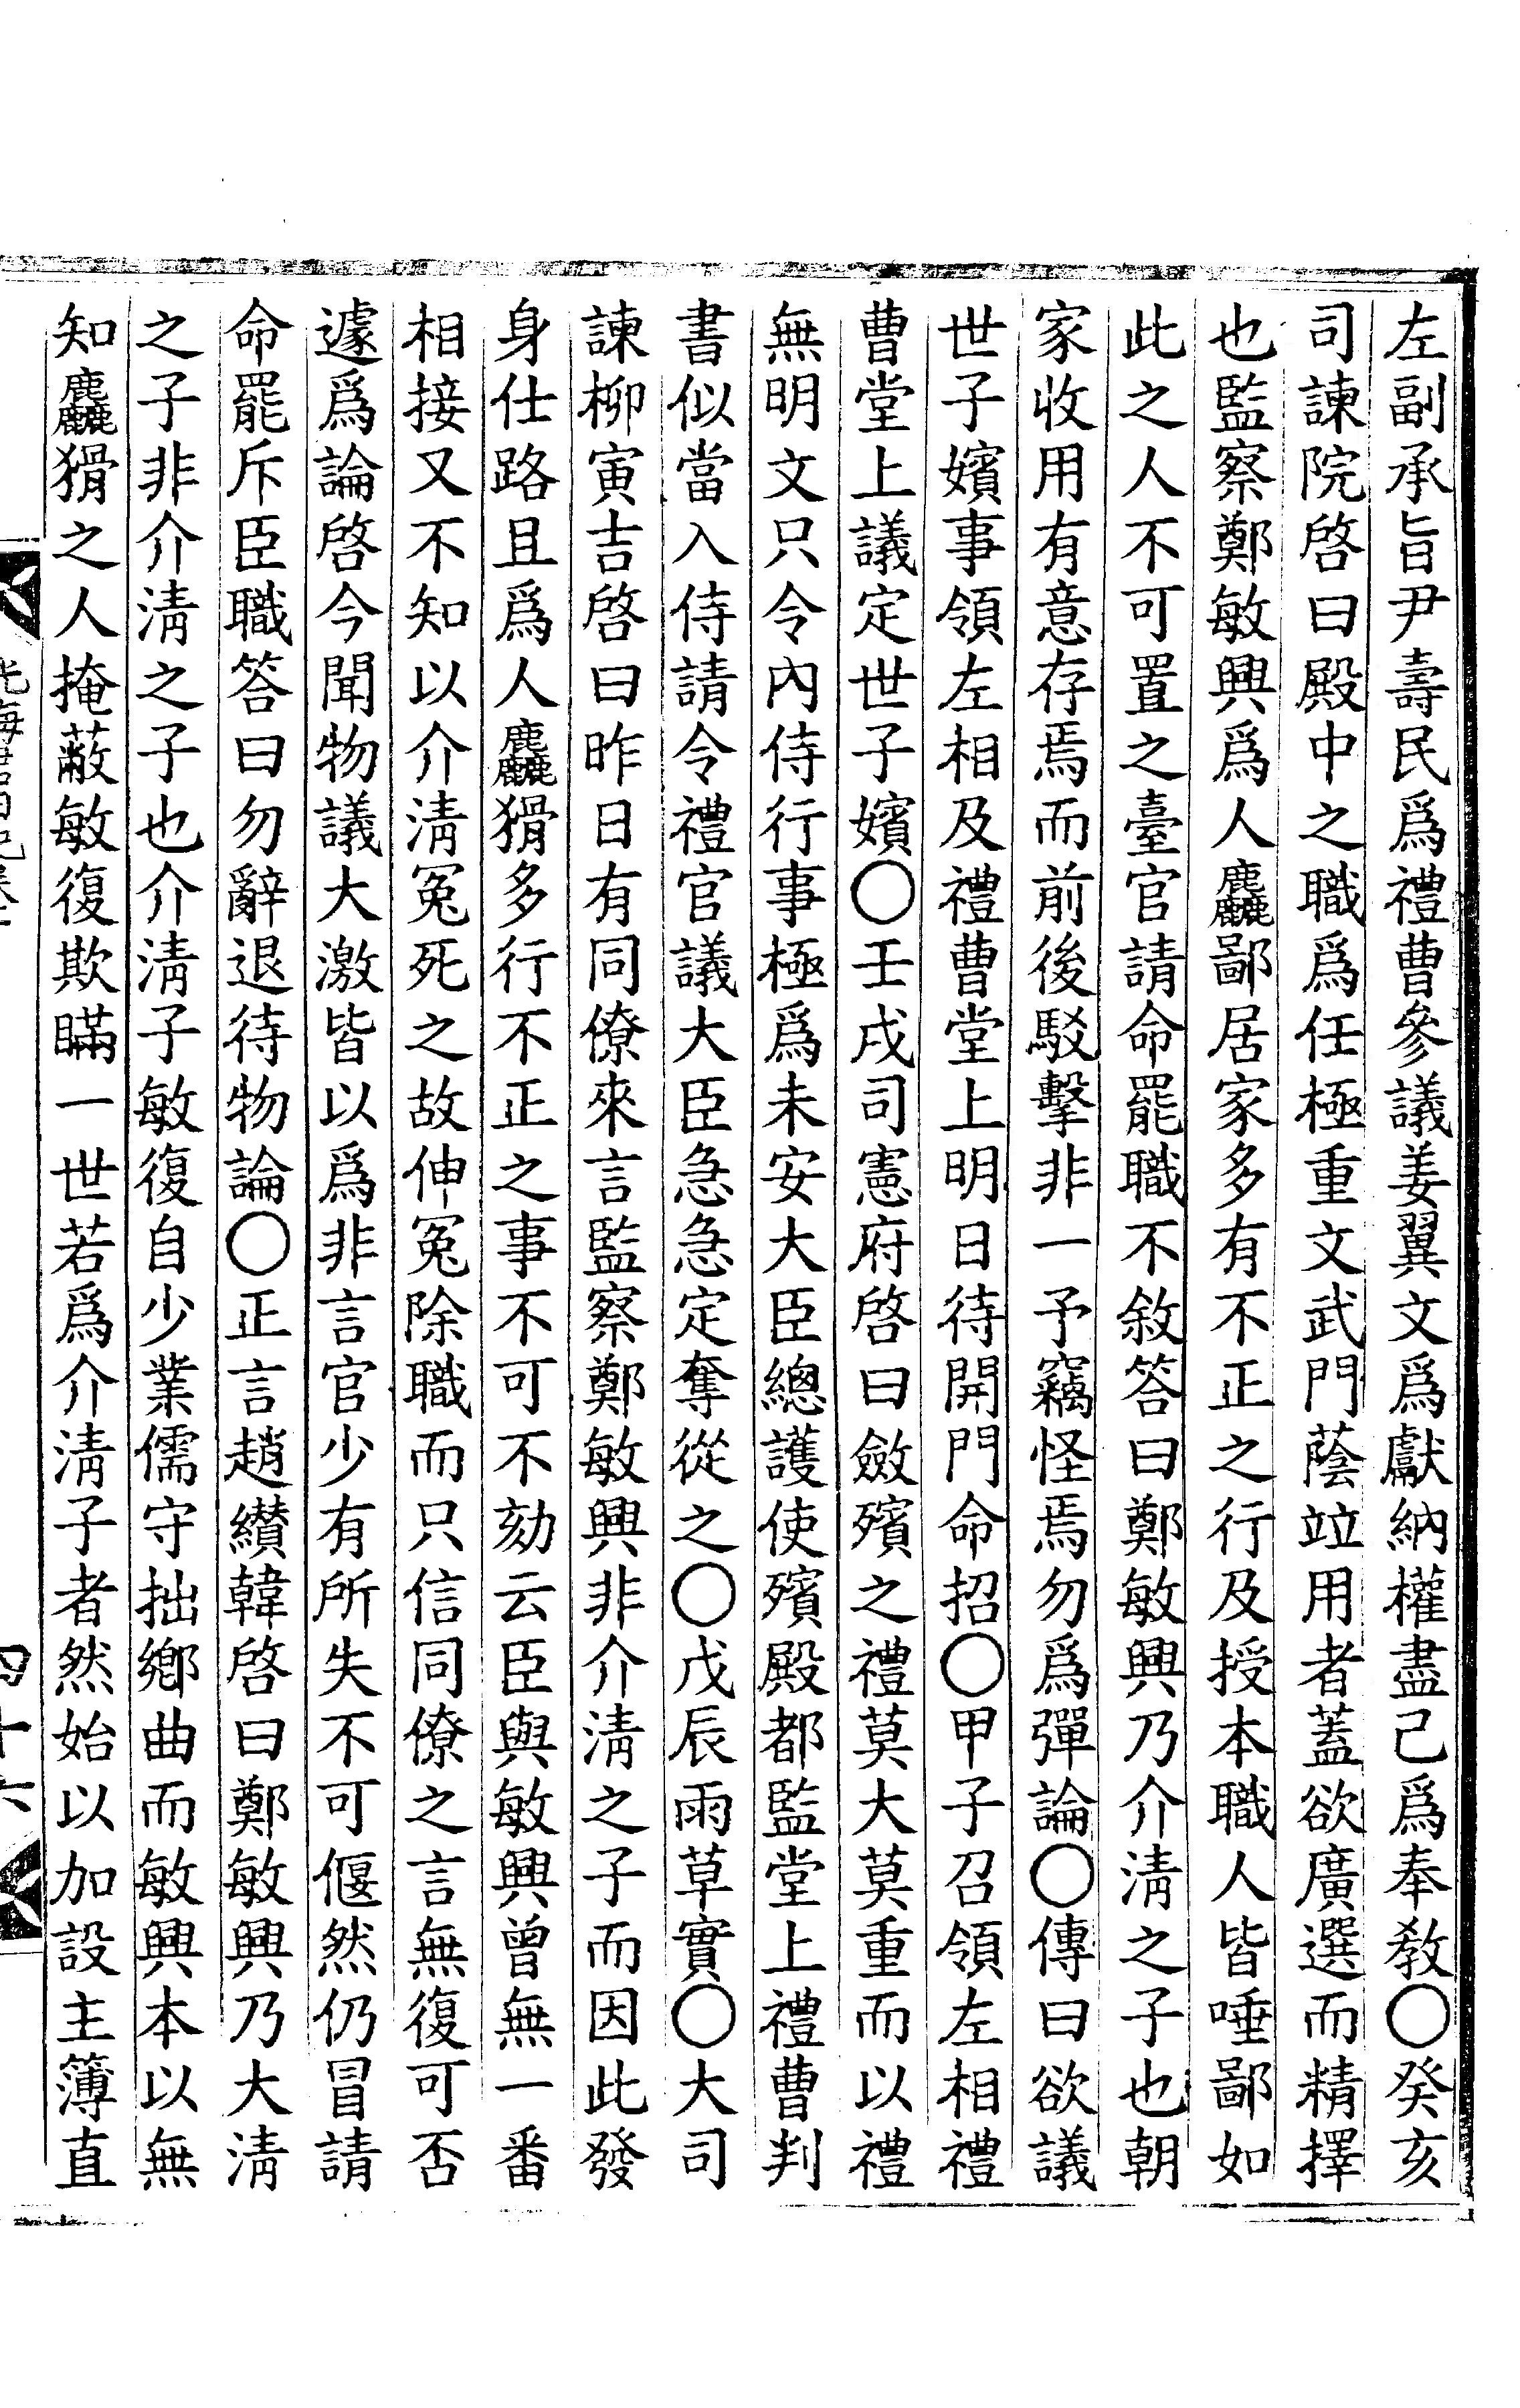 左副承旨尹壽民爲禮曹參議姜翼文爲獻納權盡己爲奉敎○癸亥
司諫院啓曰殿中之職爲任極重文武門蔭竝用者蓋欲廣選而精擇
也監察鄭敏興爲人麤鄙居家多有不正之行及授本職人皆唾鄙如
此之人不可置之臺官請命罷職不敍答曰鄭敏興乃介淸之子也朝
家收用有意存焉而前後駁擊非一予竊怪焉勿爲彈論○傳曰欲議
世子嬪事領左相及禮曹堂上明日待開門命招○甲子召領左相禮
曹堂上議定世子嬪○壬戌司憲府啓曰斂殯之禮莫大莫重而以禮
無明文只令內侍行事極爲未安大臣總護使殯殿都監堂上禮曹判
書似當入侍請令禮官議大臣急急定奪從之○戊辰雨草實○大司
諫柳寅吉啓曰昨日有同僚來言監察鄭敏興非介淸之子而因此發
身仕路且爲人麤猾多行不正之事不可不劾云臣與敏興曾無一番
相接又不知以介淸冤死之故伸冤除職而只信同僚之言無復可否
遽爲論啓今聞物議大激皆以爲非言官少有所失不可偃然仍冒請
命罷斥臣職答曰勿辭退待物論○正言趙纘韓啓曰鄭敏興乃大淸
之子非介淸之子也介淸子敏復自少業儒守拙鄕曲而敏興本以無
知麤猾之人掩蔽敏復欺瞞一世若爲介淸子者然始以加設主簿直
光海君日記卷十
四十六